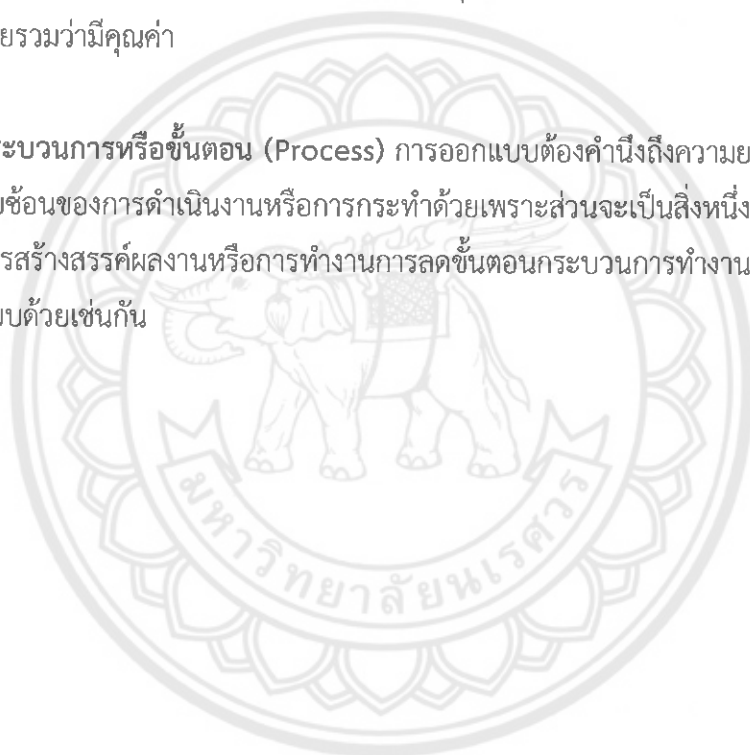 ยรวมว่ามีคุณค่า
ระบวนการหรือขั้นตอน (Process) การออกแบบต้องคำนึงถึงความย
บซ้อนของการดำเนินงานหรือการกระทำด้วยเพราะส่วนจะเป็นสิ่งหนึ่ง
รสร้างสรรค์ผลงานหรือการทำงานการลดขั้นตอนกระบวนการทำงาน
บบด้วยเช่นกัน
มหาวิทยาลัยนเรศวร